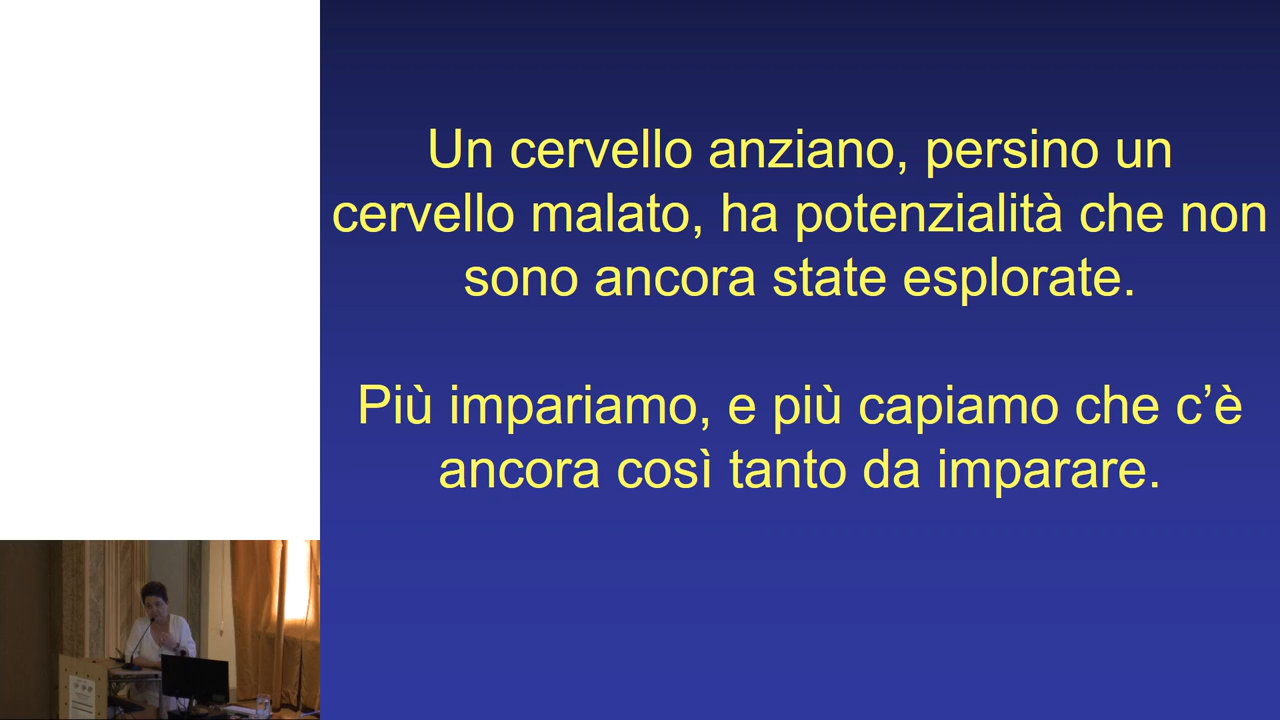 Un cervello anziano, persino un
cervello malato, ha potenzialità che non
sono ancora state esplorate.
Più impariamo, e più capiamo che c’è
ancora così tanto da imparare.